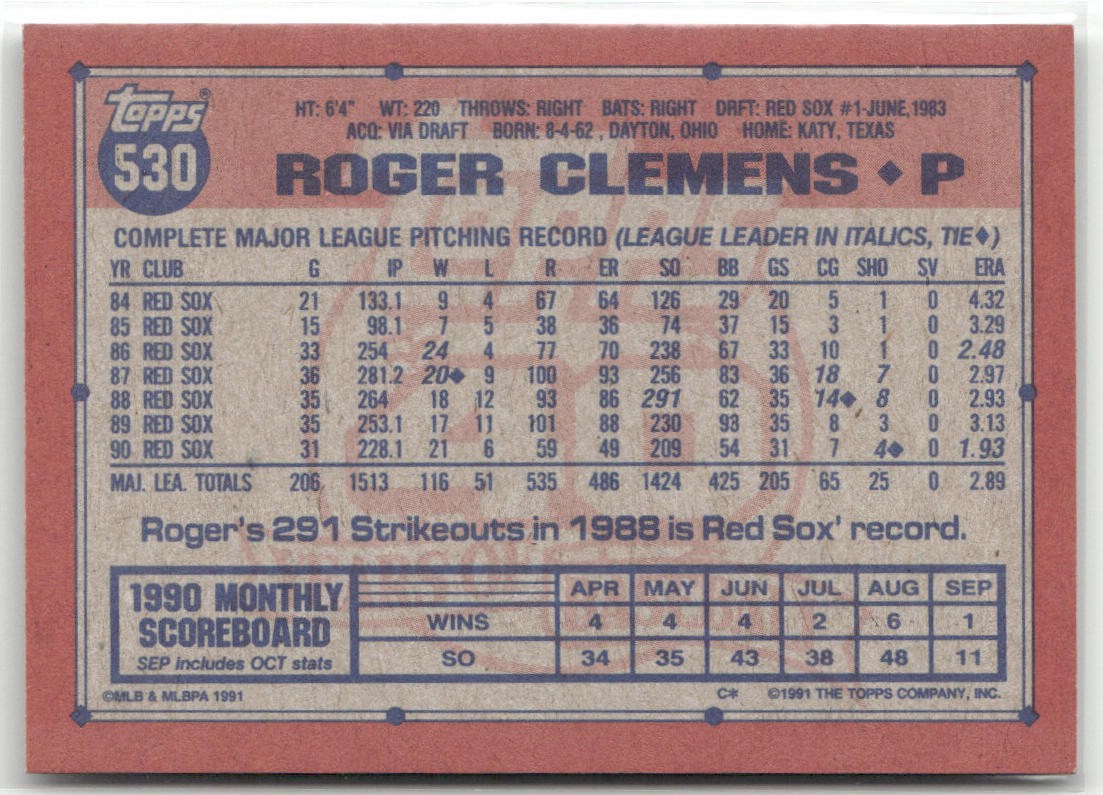 topps®
530
HT: 6'4" WT: 220 THROWS: RIGHT BATS: RIGHT DRFT: RED SOX #1-JUNE, 1983
ACQ: VIA DRAFT BORN: 8-4-62 , DAYTON, OHIO HOME: KATY, TEXAS
ROGER CLEMENS ◆ P
COMPLETE MAJOR LEAGUE PITCHING RECORD (LEAGUE LEADER IN ITALICS, TIE◆)
YR CLUB G IP W L R ER SO BB GS CG SHO SV ERA
84 RED SOX 21 133.1 9 4 67 64 126 29 20 5 1 0 4.32
85 RED SOX 15 98.1 7 5 38 36 74 37 15 3 1 0 3.29
86 RED SOX 33 254 24 4 77 70 238 67 33 10 1 0 2.48
87 RED SOX 36 281.2 20◆ 9 100 93 256 83 36 18 7 0 2.97
88 RED SOX 35 264 18 12 93 86 291 62 35 14◆ 8 0 2.93
89 RED SOX 35 253.1 17 11 101 88 230 93 35 8 3 0 3.13
90 RED SOX 31 228.1 21 6 59 49 209 54 31 7 4◆ 0 1.93
MAJ. LEA. TOTALS 206 1513 116 51 535 486 1424 425 205 65 25 0 2.89
Roger's 291 Strikeouts in 1988 is Red Sox' record.
1990 MONTHLY
SCOREBOARD
SEP includes OCT stats
APR MAY JUN JUL AUG SEP
WINS 4 4 4 2 6 1
SO 34 35 43 38 48 11
©MLB & MLBPA 1991
C* ©1991 THE TOPPS COMPANY, INC.